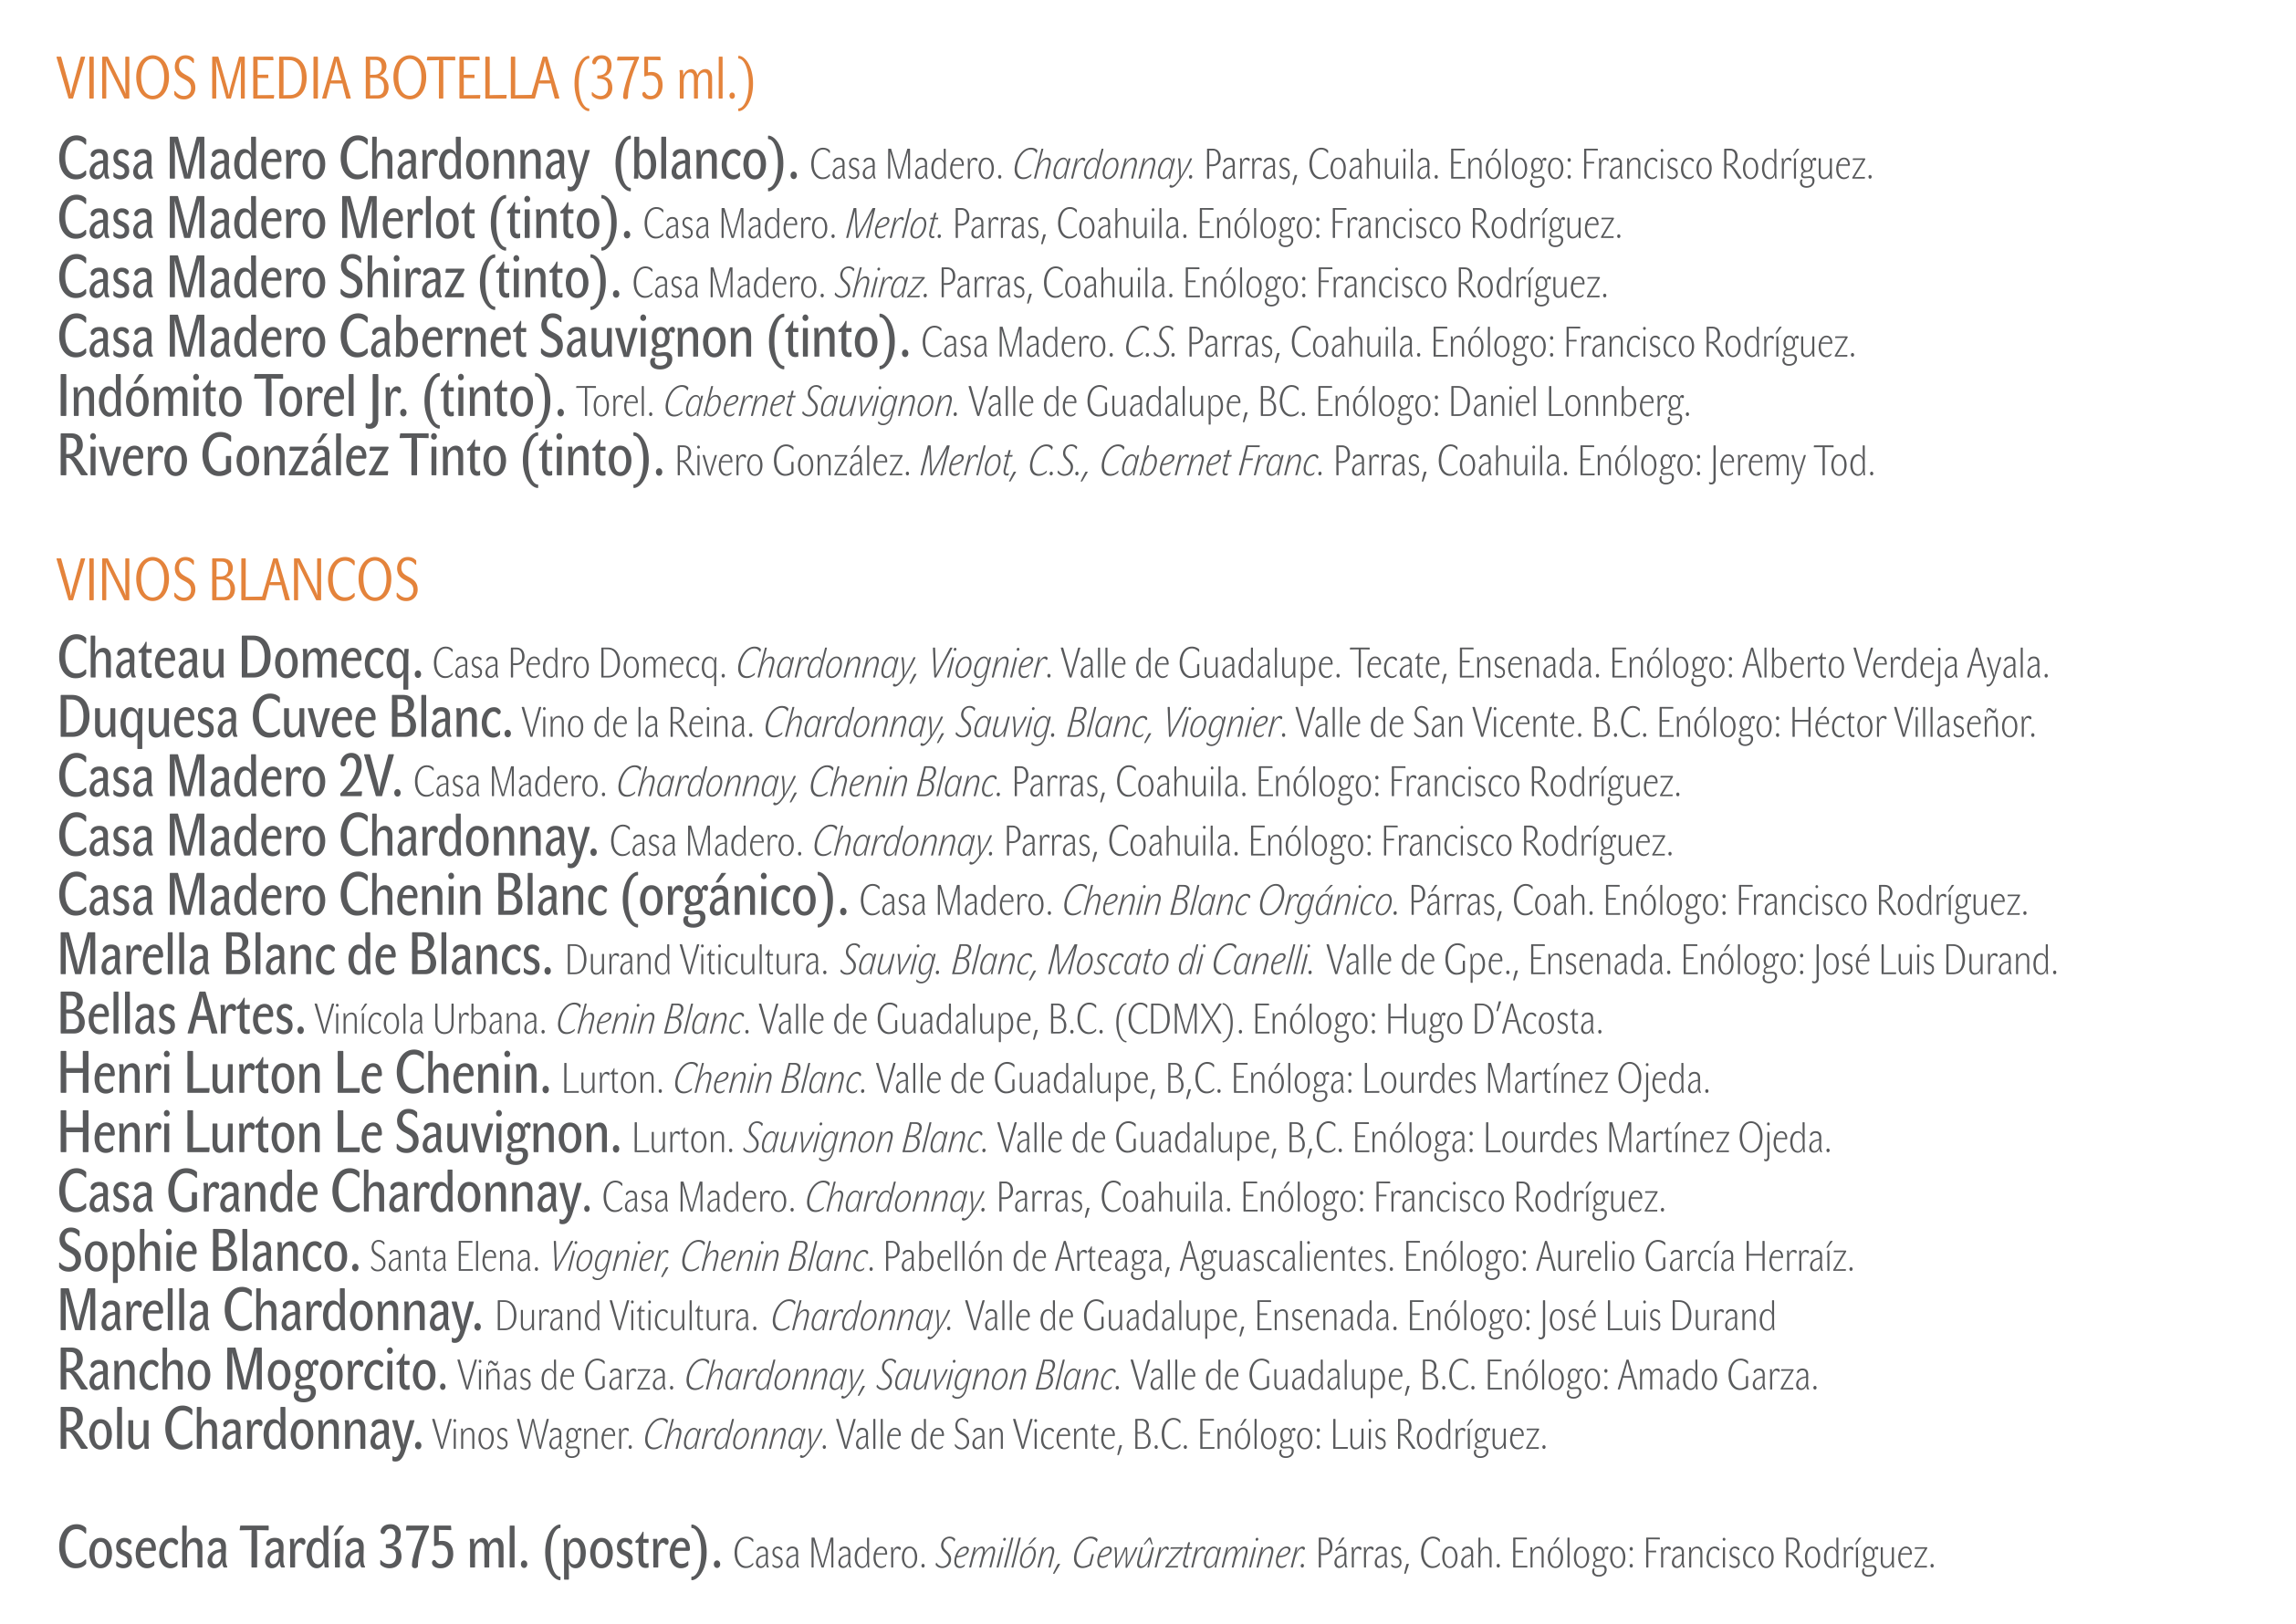 VINOS MEDIA BOTELLA (375 ml.)
Casa Madero Chardonnay (blanco). Casa Madero. Chardonnay. Parras, Coahuila. Enólogo: Francisco Rodríguez.
Casa Madero Merlot (tinto). Casa Madero. Merlot. Parras, Coahuila. Enólogo: Francisco Rodríguez.
Casa Madero Shiraz (tinto). Casa Madero. Shiraz. Parras, Coahuila. Enólogo: Francisco Rodríguez.
Casa Madero Cabernet Sauvignon (tinto). Casa Madero. C.S. Parras, Coahuila. Enólogo: Francisco Rodríguez.
Indómito Torel Jr. (tinto). Torel. Cabernet Sauvignon. Valle de Guadalupe, BC. Enólogo: Daniel Lonnberg.
Rivero González Tinto (tinto). Rivero González. Merlot, C.S., Cabernet Franc. Parras, Coahuila. Enólogo: Jeremy Tod.
VINOS BLANCOS
Chateau Domecq. Casa Pedro Domecq. Chardonnay, Viognier. Valle de Guadalupe. Tecate, Ensenada. Enólogo: Alberto Verdeja Ayala.
Duquesa Cuvee Blanc. Vino de la Reina. Chardonnay, Sauvig. Blanc, Viognier. Valle de San Vicente. B.C. Enólogo: Héctor Villaseñor.
Casa Madero 2V. Casa Madero. Chardonnay, Chenin Blanc. Parras, Coahuila. Enólogo: Francisco Rodríguez.
Casa Madero Chardonnay. Casa Madero. Chardonnay. Parras, Coahuila. Enólogo: Francisco Rodríguez.
Casa Madero Chenin Blanc (orgánico). Casa Madero. Chenin Blanc Orgánico. Párras, Coah. Enólogo: Francisco Rodríguez.
Marella Blanc de Blancs. Durand Viticultura. Sauvig. Blanc, Moscato di Canelli. Valle de Gpe., Ensenada. Enólogo: José Luis Durand.
Bellas Artes. Vinícola Urbana. Chenin Blanc. Valle de Guadalupe, B.C. (CDMX). Enólogo: Hugo D'Acosta.
Henri Lurton Le Chenin. Lurton. Chenin Blanc. Valle de Guadalupe, B,C. Enóloga: Lourdes Martínez Ojeda.
Henri Lurton Le Sauvignon. Lurton. Sauvignon Blanc. Valle de Guadalupe, B,C. Enóloga: Lourdes Martínez Ojeda.
Casa Grande Chardonnay. Casa Madero. Chardonnay. Parras, Coahuila. Enólogo: Francisco Rodríguez.
Sophie Blanco. Santa Elena. Viognier, Chenin Blanc. Pabellón de Arteaga, Aguascalientes. Enólogo: Aurelio García Herraíz.
Marella Chardonnay. Durand Viticultura. Chardonnay. Valle de Guadalupe, Ensenada. Enólogo: José Luis Durand
Rancho Mogorcito. Viñas de Garza. Chardonnay, Sauvignon Blanc. Valle de Guadalupe, B.C. Enólogo: Amado Garza.
Rolu Chardonnay. Vinos Wagner. Chardonnay. Valle de San Vicente, B.C. Enólogo: Luis Rodríguez.
Cosecha Tardía 375 ml. (postre). Casa Madero. Semillón, Gewûrztraminer. Párras, Coah. Enólogo: Francisco Rodríguez.